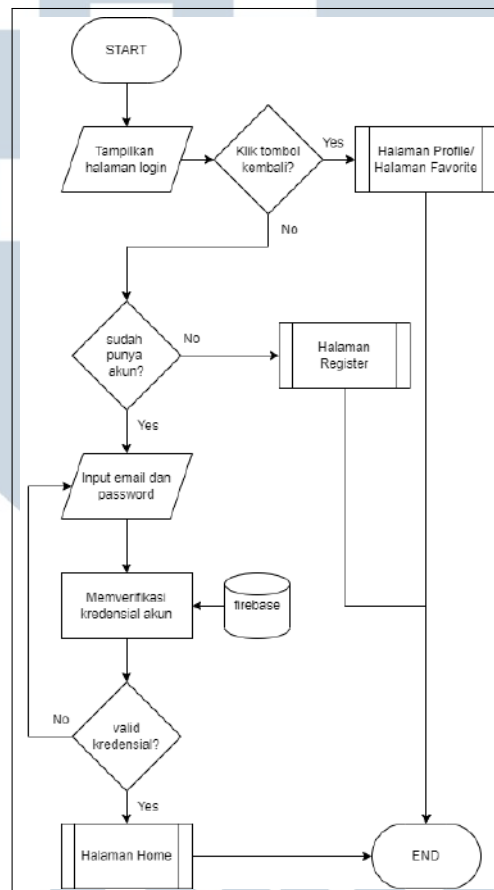 START
Tampilkan
halaman login
Klik tombol
kembali?
Yes
Halaman Profile/
Halaman Favorite
No
sudah
punya
akun?
No
Halaman
Register
Yes
Input email dan
password
Memverifikasi
kredensial akun
firebase
No
valid
kredensial?
Yes
Halaman Home
END